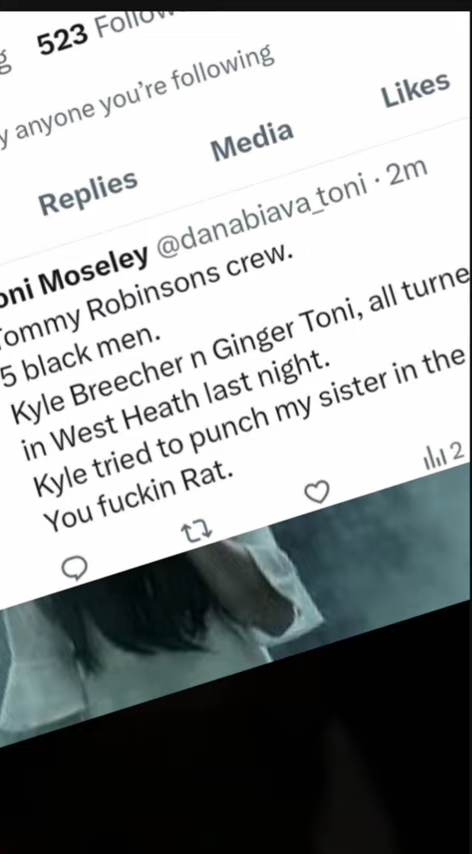 523
y anyone you're following
Replies Media Likes
oni Moseley @danabiava_toni · 2m
Tommy Robinsons crew.
5 black men.
Kyle Breecher n Ginger Toni, all turne
in West Heath last night.
Kyle tried to punch my sister in the
You fuckin Rat.
2